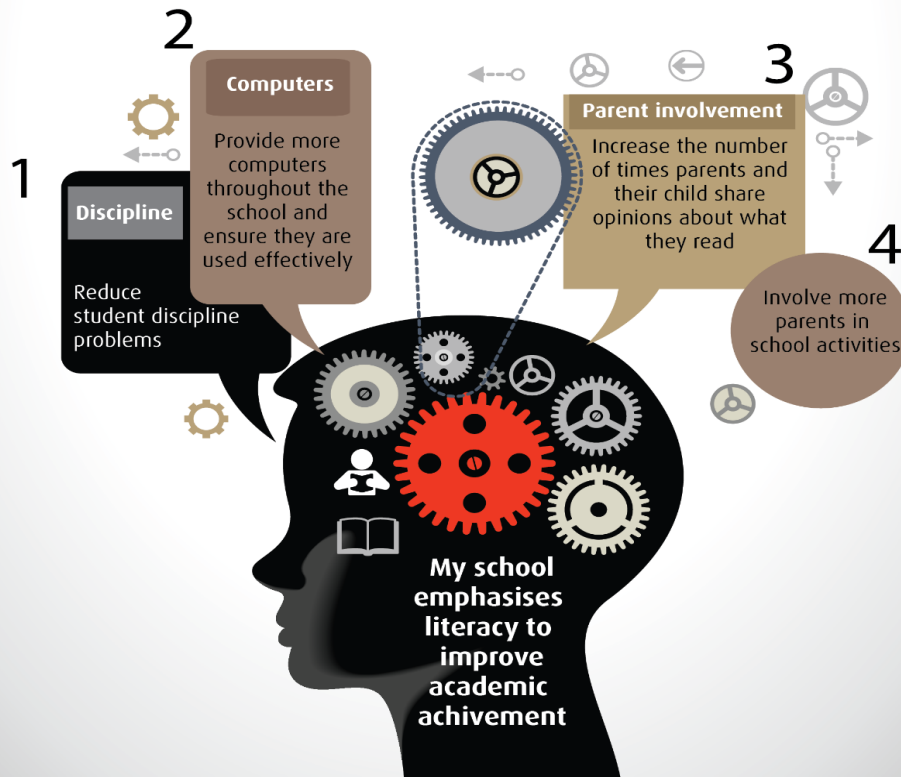 1
Discipline
Reduce
student discipline
problems
2
Computers
Provide more
computers
throughout the
school and
ensure they are
used effectively
3
Parent involvement
Increase the number
of times parents and
their child share
opinions about what
they read
4
Involve more
parents in
school activities
My school
emphasises
literacy to
improve
academic
achivement